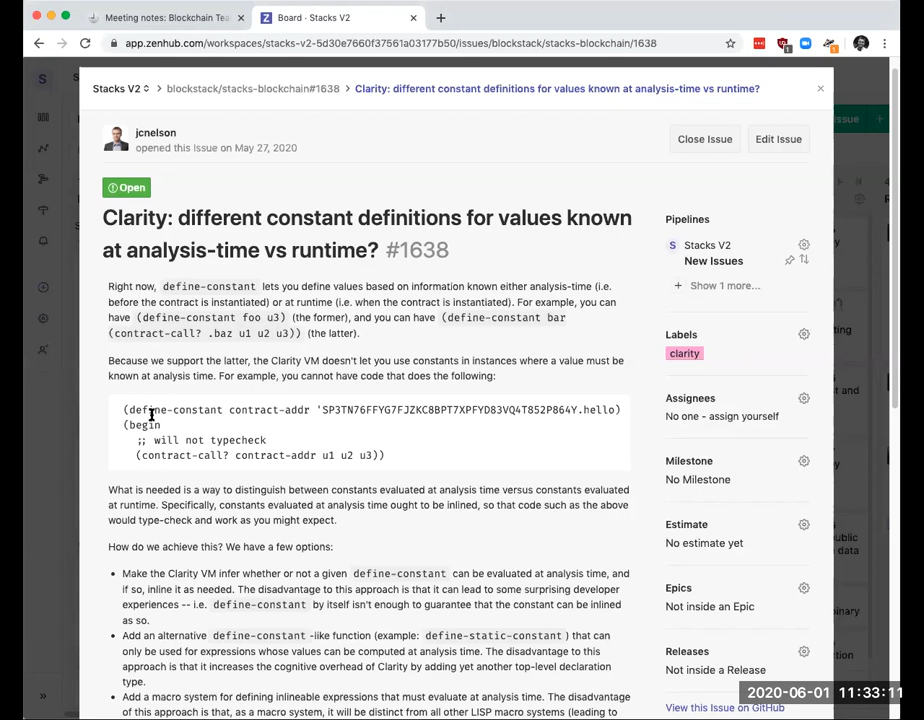 Meeting notes: Blockchain Tea
Board · Stacks V2
app.zenhub.com/workspaces/stacks-v2-5d30e7660f37561a03177b50/issues/blockstack/stacks-blockchain/1638
S
Stacks V2 > blockstack/stacks-blockchain#1638 > Clarity: different constant definitions for values known at analysis-time vs runtime?
jcnelson
opened this Issue on May 27, 2020
Close Issue
Edit Issue
Open
Clarity: different constant definitions for values known
at analysis-time vs runtime? #1638
Right now, define-constant lets you define values based on information known either analysis-time (i.e.
before the contract is instantiated) or at runtime (i.e. when the contract is instantiated). For example, you can
have (define-constant foo u3) (the former), and you can have (define-constant bar
(contract-call? .baz u1 u2 u3)) (the latter).
Because we support the latter, the Clarity VM doesn't let you use constants in instances where a value must be
known at analysis time. For example, you cannot have code that does the following:
(define-constant contract-addr 'SP3TN76FFYG7FJZKC8BPT7XPFYD83VQ4T852P864Y.hello)
(begin
;; will not typecheck
(contract-call? contract-addr u1 u2 u3))
What is needed is a way to distinguish between constants evaluated at analysis time versus constants evaluated
at runtime. Specifically, constants evaluated at analysis time ought to be inlined, so that code such as the above
would type-check and work as you might expect.
How do we achieve this? We have a few options:
• Make the Clarity VM infer whether or not a given define-constant can be evaluated at analysis time, and
if so, inline it as needed. The disadvantage to this approach is that it can lead to some surprising developer
experiences -- i.e. define-constant by itself isn't enough to guarantee that the constant can be inlined
as so.
• Add an alternative define-constant -like function (example: define-static-constant ) that can
only be used for expressions whose values can be computed at analysis time. The disadvantage to this
approach is that it increases the cognitive overhead of Clarity by adding yet another top-level declaration
type.
• Add a macro system for defining inlineable expressions that must evaluate at analysis time. The disadvantage
of this approach is that, as a macro system, it will be distinct from all other LISP macro systems (leading to
Pipelines
S Stacks V2
New Issues
+ Show 1 more...
Labels
clarity
Assignees
No one - assign yourself
Milestone
No Milestone
Estimate
No estimate yet
Epics
Not inside an Epic
Releases
Not inside a Release
View this Issue on GitHub
2020-06-01 11:33:11